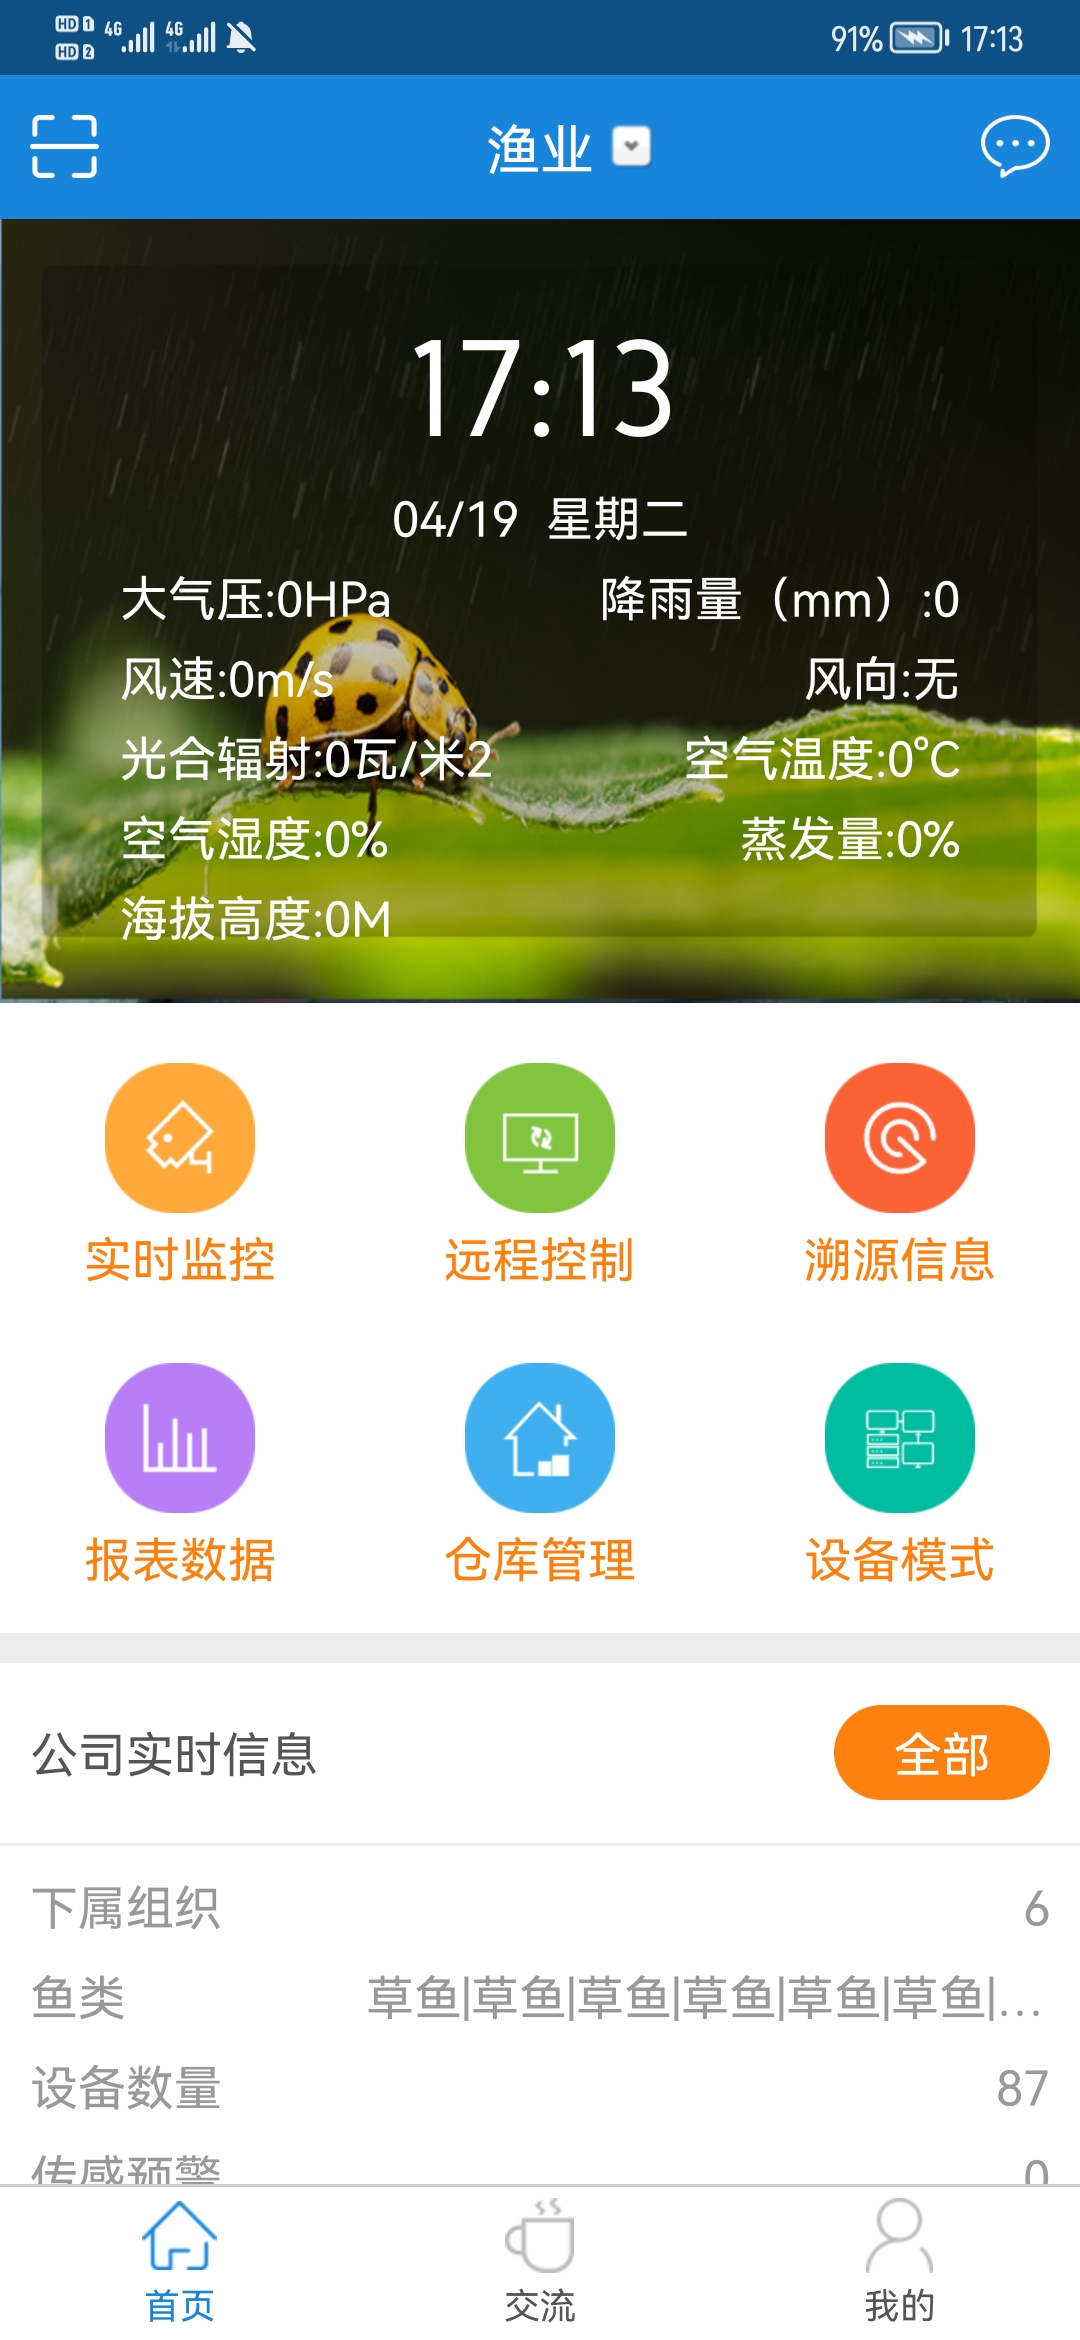 HD 1 4G 4G 91% 17:13
HD 2
渔业
17:13
04/19 星期二
大气压:0HPa 降雨量（mm）:0
风速:0m/s 风向:无
光合辐射:0瓦/米2 空气温度:0°C
空气湿度:0% 蒸发量:0%
海拔高度:0M
实时监控 远程控制 溯源信息
报表数据 仓库管理 设备模式
公司实时信息 全部
下属组织 6
鱼类 草鱼|草鱼|草鱼|草鱼|草鱼|草鱼|...
设备数量 87
传感预警 0
首页 交流 我的